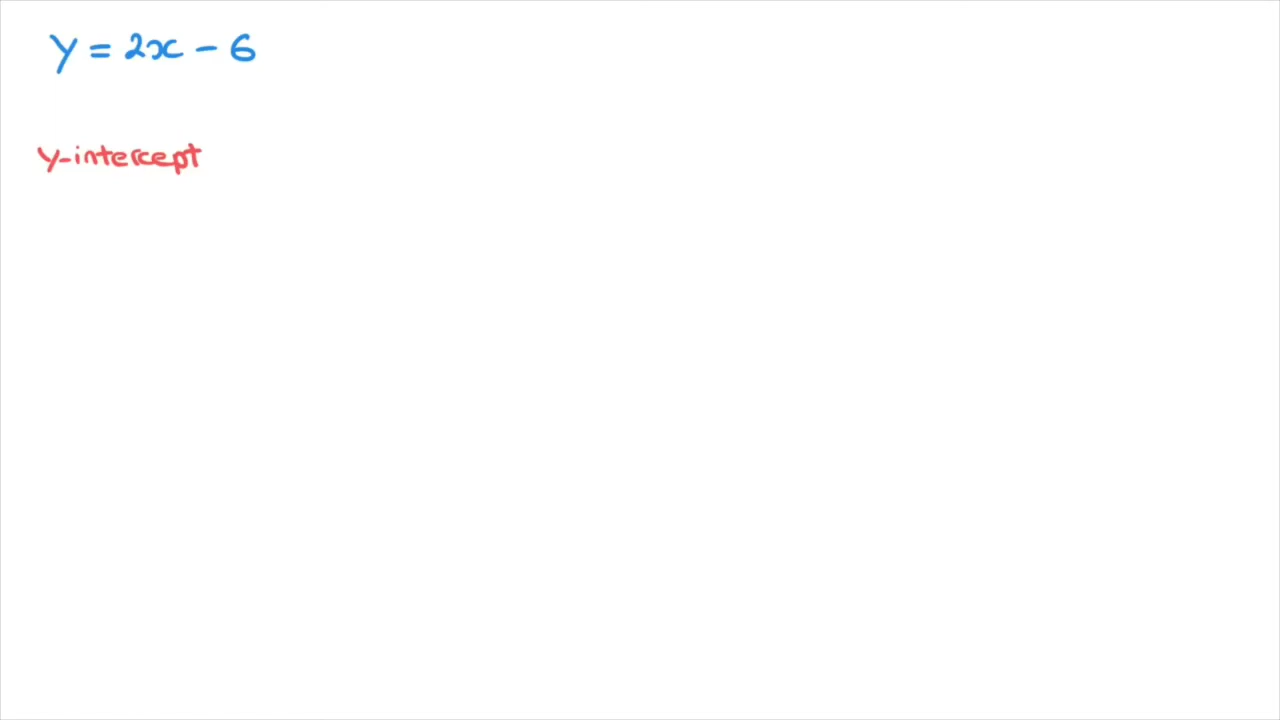 y = 2x - 6
y-intercept